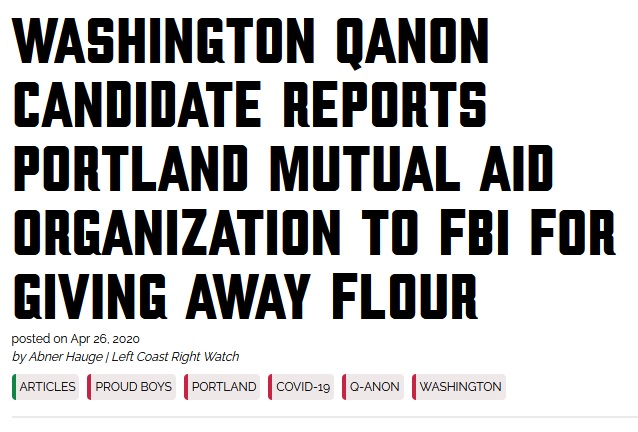 WASHINGTON QANON
CANDIDATE REPORTS
PORTLAND MUTUAL AID
ORGANIZATION TO FBI FOR
GIVING AWAY FLOUR
posted on Apr 26, 2020
by Abner Hauge | Left Coast Right Watch
ARTICLES PROUD BOYS PORTLAND COVID-19 Q-ANON WASHINGTON